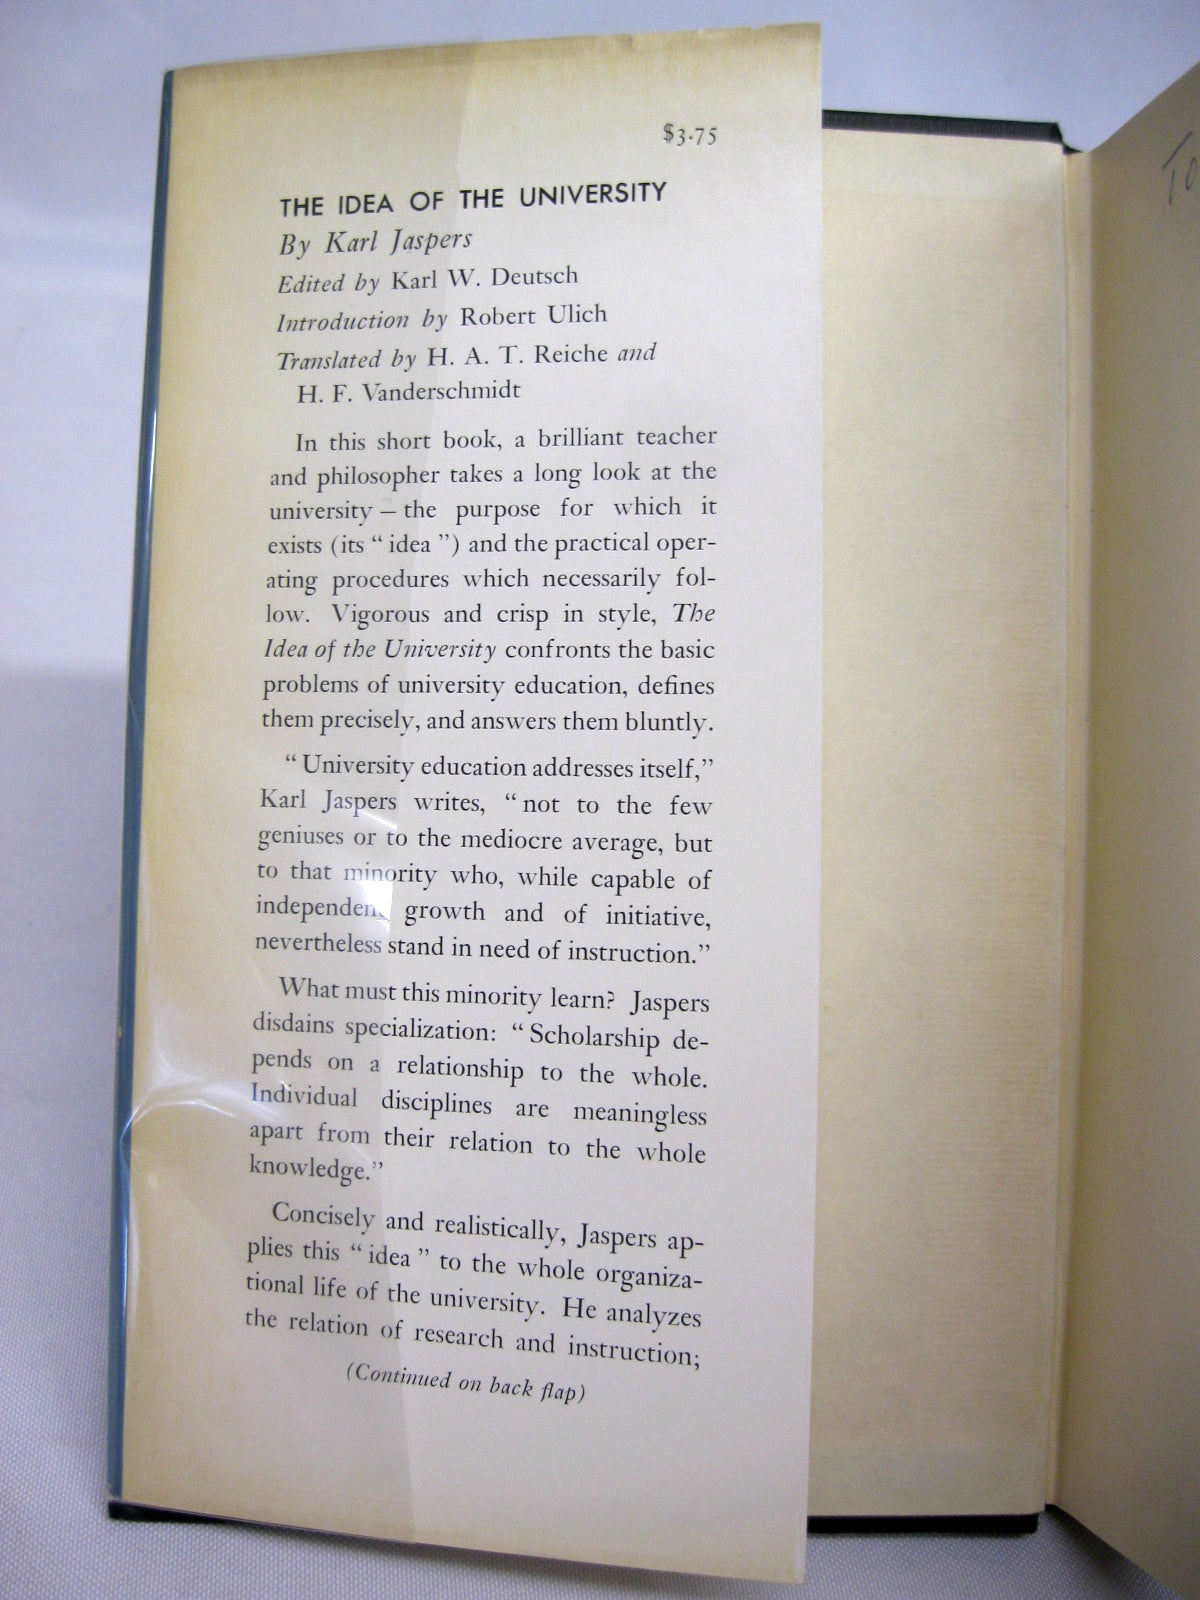 $3.75
THE IDEA OF THE UNIVERSITY
By Karl Jaspers
Edited by Karl W. Deutsch
Introduction by Robert Ulich
Translated by H. A. T. Reiche and
H. F. Vanderschmidt
In this short book, a brilliant teacher
and philosopher takes a long look at the
university – the purpose for which it
exists (its “ idea ”) and the practical oper-
ating procedures which necessarily fol-
low. Vigorous and crisp in style, The
Idea of the University confronts the basic
problems of university education, defines
them precisely, and answers them bluntly.
“ University education addresses itself,”
Karl Jaspers writes, “ not to the few
geniuses or to the mediocre average, but
to that minority who, while capable of
independent growth and of initiative,
nevertheless stand in need of instruction.”
What must this minority learn? Jaspers
disdains specialization: “ Scholarship de-
pends on a relationship to the whole.
Individual disciplines are meaningless
apart from their relation to the whole
knowledge.”
Concisely and realistically, Jaspers ap-
plies this “ idea ” to the whole organiza-
tional life of the university. He analyzes
the relation of research and instruction;
(Continued on back flap)